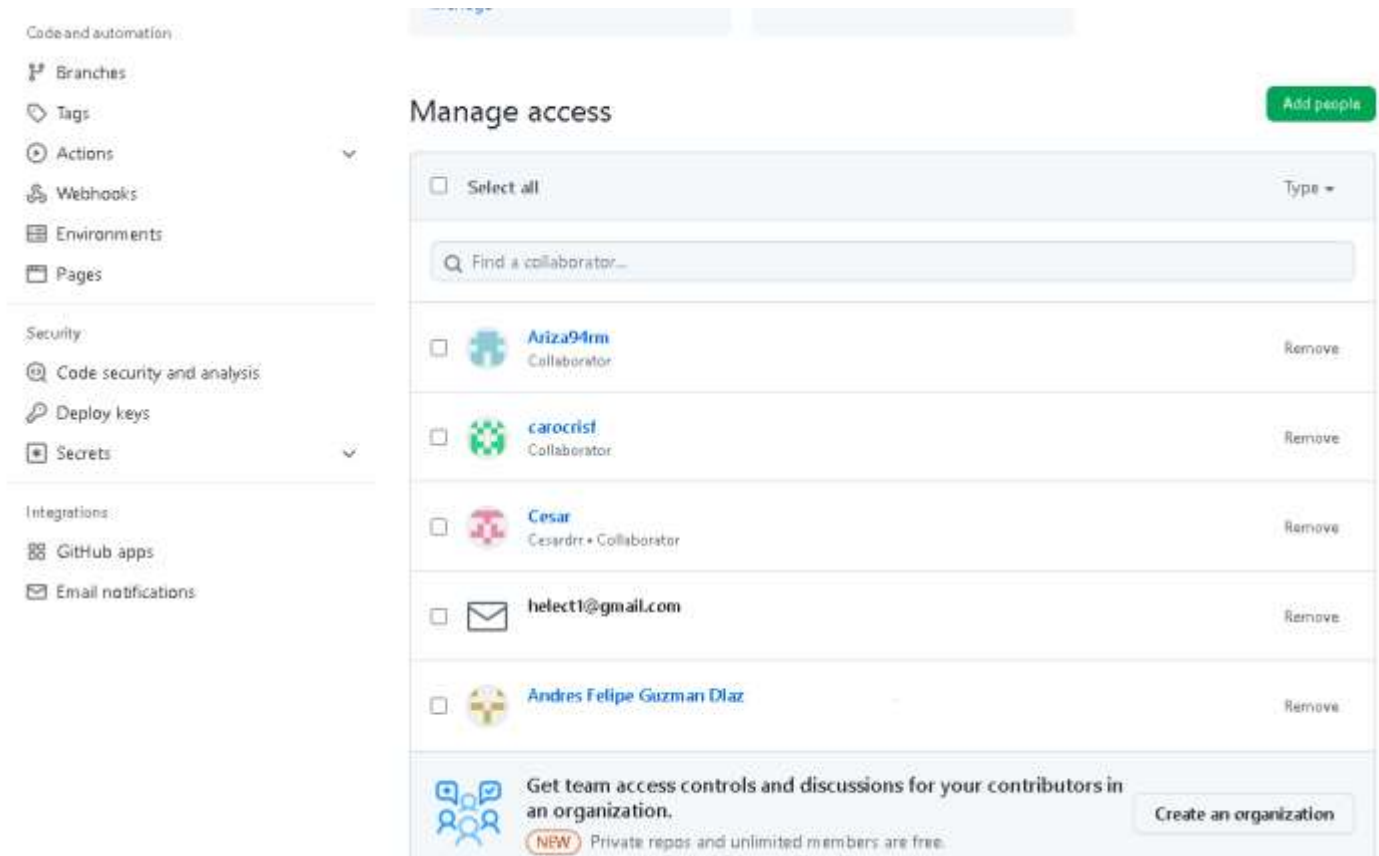 Code and automation
Branches
Tags
Actions
Webhooks
Environments
Pages
Security
Code security and analysis
Deploy keys
Secrets
Integrations
GitHub apps
Email notifications
Manage
Manage access
Add people
Select all
Type
Find a collaborator...
Ariza94rm
Collaborator
Remove
carocrisf
Collaborator
Remove
Cesar
Cesardrr • Collaborator
Remove
helect1@gmail.com
Remove
Andres Felipe Guzman DIaz
Remove
Get team access controls and discussions for your contributors in
an organization.
NEW Private repos and unlimited members are free.
Create an organization